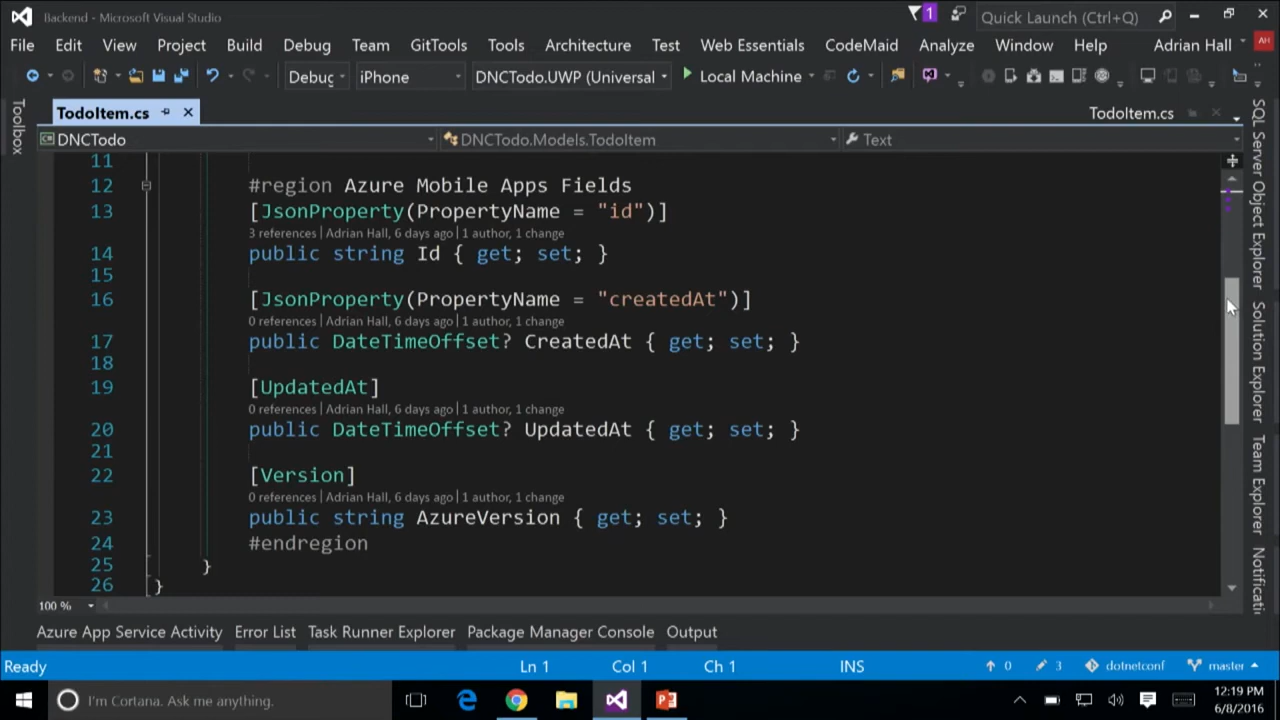 Backend - Microsoft Visual Studio
1
Quick Launch (Ctrl+Q)
File Edit View Project Build Debug Team GitTools Tools Architecture Test Web Essentials CodeMaid Analyze Window Help Adrian Hall AH
Debug iPhone DNCTodo.UWP (Universal Local Machine
Toolbox
TodoItem.cs
TodoItem.cs
DNCTodo DNCTodo.Models.TodoItem Text
11
12 #region Azure Mobile Apps Fields
13 [JsonProperty(PropertyName = "id")]
3 references | Adrian Hall, 6 days ago | 1 author, 1 change
14 public string Id { get; set; }
15
16 [JsonProperty(PropertyName = "createdAt")]
0 references | Adrian Hall, 6 days ago | 1 author, 1 change
17 public DateTimeOffset? CreatedAt { get; set; }
18
19 [UpdatedAt]
0 references | Adrian Hall, 6 days ago | 1 author, 1 change
20 public DateTimeOffset? UpdatedAt { get; set; }
21
22 [Version]
0 references | Adrian Hall, 6 days ago | 1 author, 1 change
23 public string AzureVersion { get; set; }
24 #endregion
25 }
26 }
SQL Server Object Explorer
Solution Explorer
Team Explorer
Notificati
100 %
Azure App Service Activity Error List Task Runner Explorer Package Manager Console Output
Ready Ln 1 Col 1 Ch 1 INS 0 3 dotnetconf master
I'm Cortana. Ask me anything.
12:19 PM
6/8/2016